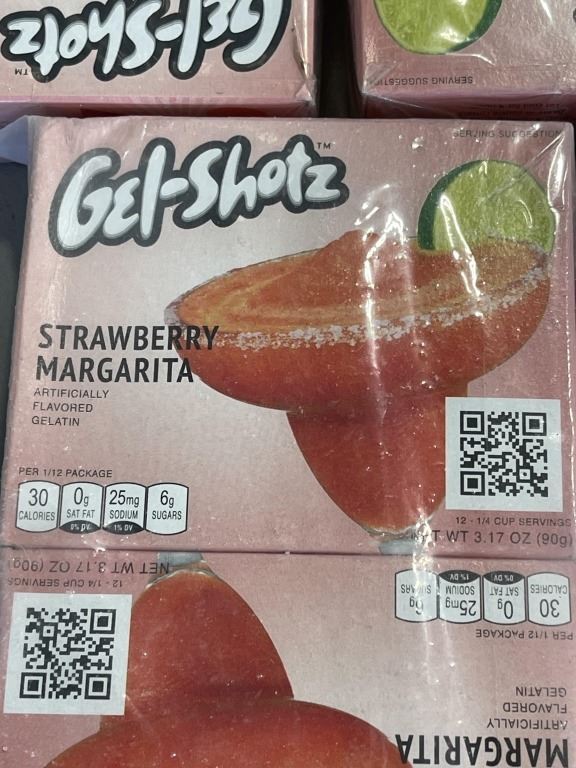 GEl-Shotz™
SERVING SUGGESTION
SERVING SUGGESTION
GEl-Shotz™
STRAWBERRY
MARGARITA
ARTIFICIALLY
FLAVORED
GELATIN
PER 1/12 PACKAGE
30 CALORIES
0g SAT FAT 0% DV
25mg SODIUM 1% DV
6g SUGARS
12 - 1/4 CUP SERVINGS
NET WT 3.17 OZ (90g)
NET WT 3.17 OZ (90g)
12 - 1/4 CUP SERVINGS
30 CALORIES
0g SAT FAT 0% DV
25mg SODIUM 1% DV
6g SUGARS
PER 1/12 PACKAGE
ARTIFICIALLY
FLAVORED
GELATIN
MARGARITA